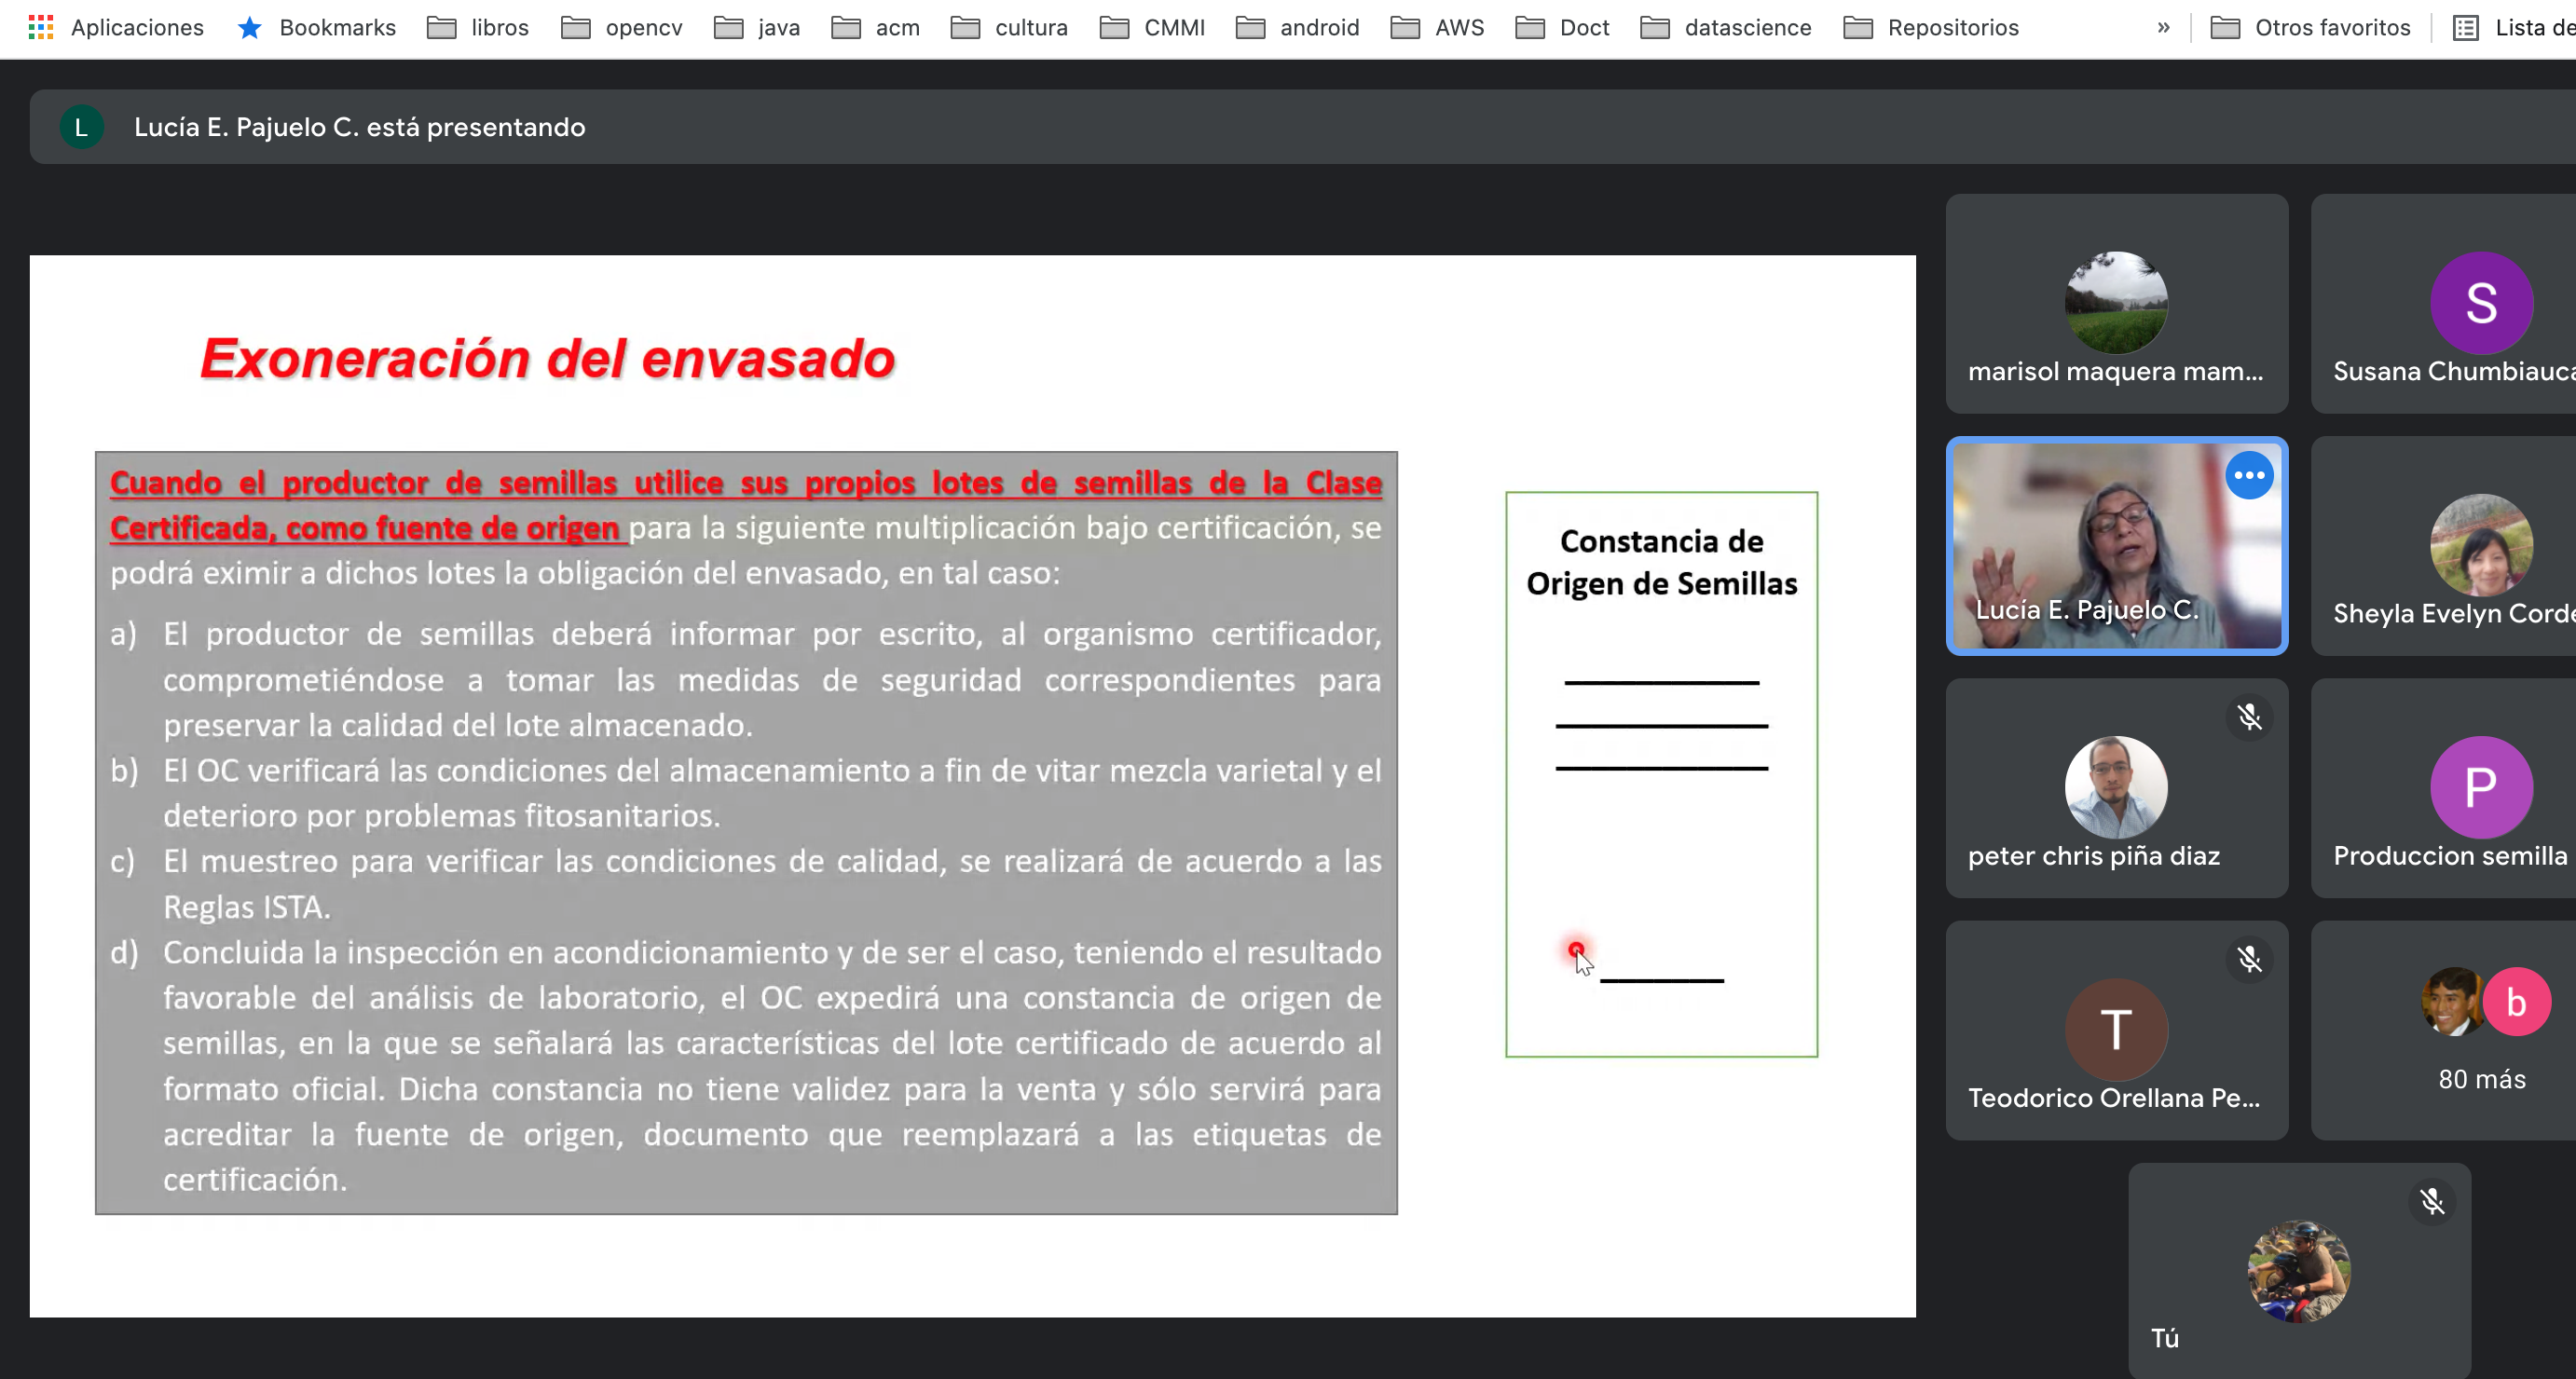 Aplicaciones Bookmarks libros opencv java acm cultura CMMI android AWS Doct datascience Repositorios » Otros favoritos Lista de
L Lucía E. Pajuelo C. está presentando
Exoneración del envasado
Cuando el productor de semillas utilice sus propios lotes de semillas de la Clase
Certificada, como fuente de origen para la siguiente multiplicación bajo certificación, se
podrá eximir a dichos lotes la obligación del envasado, en tal caso:
a) El productor de semillas deberá informar por escrito, al organismo certificador,
comprometiéndose a tomar las medidas de seguridad correspondientes para
preservar la calidad del lote almacenado.
b) El OC verificará las condiciones del almacenamiento a fin de vitar mezcla varietal y el
deterioro por problemas fitosanitarios.
c) El muestreo para verificar las condiciones de calidad, se realizará de acuerdo a las
Reglas ISTA.
d) Concluida la inspección en acondicionamiento y de ser el caso, teniendo el resultado
favorable del análisis de laboratorio, el OC expedirá una constancia de origen de
semillas, en la que se señalará las características del lote certificado de acuerdo al
formato oficial. Dicha constancia no tiene validez para la venta y sólo servirá para
acreditar la fuente de origen, documento que reemplazará a las etiquetas de
certificación.
Constancia de
Origen de Semillas
marisol maquera mam...
S
Susana Chumbiauca
Lucía E. Pajuelo C.
Sheyla Evelyn Corde
peter chris piña diaz
P
Produccion semilla
T
Teodorico Orellana Pe...
b
80 más
Tú